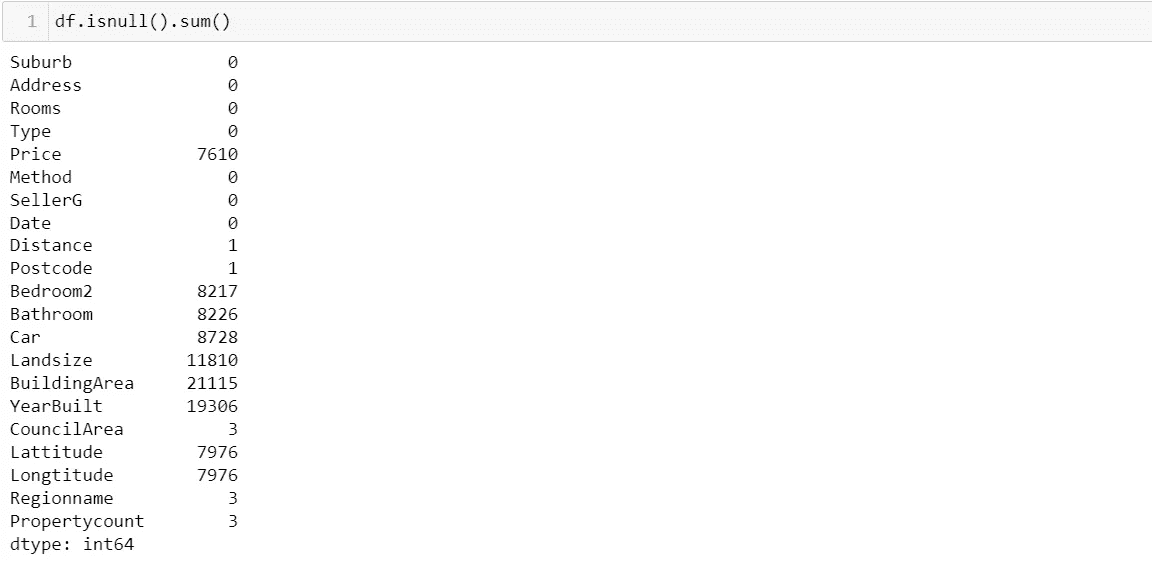 1 df.isnull().sum()
Suburb 0
Address 0
Rooms 0
Type 0
Price 7610
Method 0
SellerG 0
Date 0
Distance 1
Postcode 1
Bedroom2 8217
Bathroom 8226
Car 8728
Landsize 11810
BuildingArea 21115
YearBuilt 19306
CouncilArea 3
Lattitude 7976
Longtitude 7976
Regionname 3
Propertycount 3
dtype: int64